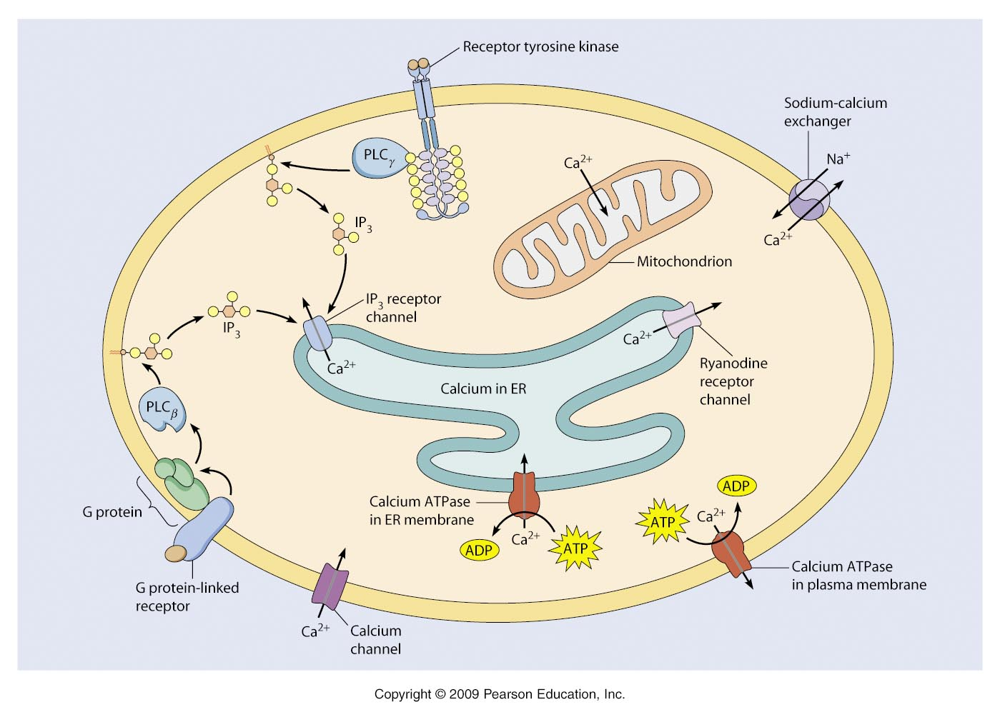 Receptor tyrosine kinase
Sodium-calcium
exchanger
Na⁺
Ca²⁺
PLCγ
Ca²⁺
Mitochondrion
IP₃
IP₃ receptor
channel
Ca²⁺
IP₃
Ca²⁺
Ryanodine
receptor
channel
Calcium in ER
PLCβ
G protein
G protein-linked
receptor
Calcium ATPase
in ER membrane
ADP
Ca²⁺
ATP
ATP
Ca²⁺
ADP
Calcium ATPase
in plasma membrane
Ca²⁺
Calcium
channel
Copyright © 2009 Pearson Education, Inc.